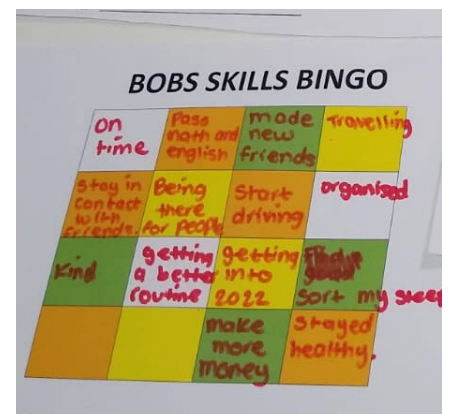 BOBS SKILLS BINGO
on
time
Pass
math and
english
made
new
friends
Travelling
Stay in
contact
with
friends.
Being
there
for people
Start
driving
organised
Kind
getting
a better
routine
getting
into
2022
Sort my sleep
make
more
money
Stayed
healthy.